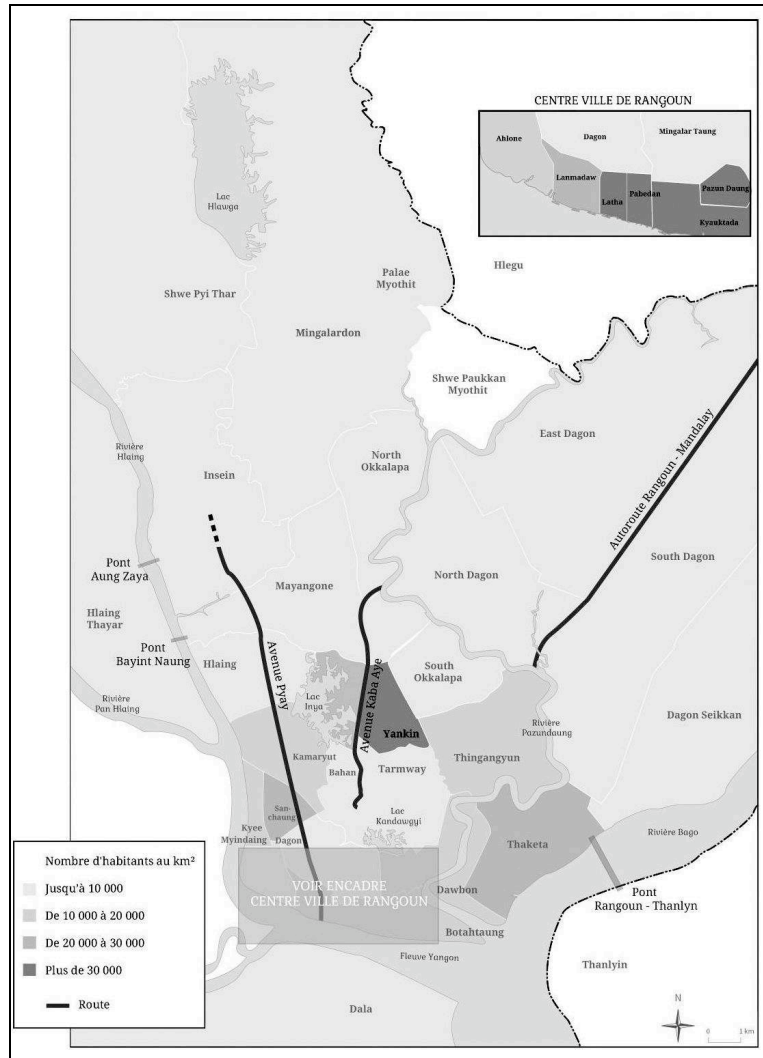 CENTRE VILLE DE RANGOUN
Ahlone
Dagon
Mingalar Taung
Lanmadaw
Latha
Pabedan
Pazun Daung
Kyauktada
Lac
Hlawga
Hlegu
Palae
Myothit
Shwe Pyi Thar
Mingalardon
Shwe Paukkan
Myothit
East Dagon
Rivière
Hlaing
North
Okkalapa
Insein
Autoroute Rangoun - Mandalay
South Dagon
Pont
Aung Zaya
Mayangone
North Dagon
Hlaing
Thayar
Pont
Bayint Naung
Hlaing
Avenue Pyay
Avenue Kaba Aye
South
Okkalapa
Lac
Inya
Rivière
Pan Hlaing
Yankin
Rivière
Pazundaung
Dagon Seikkan
Kamaryut
Bahan
Tarmway
Thingangyun
San-
chaung
Lac
Kandawgyi
Kyee
Myindaing
Dagon
Thaketa
Rivière Bago
VOIR ENCADRE
CENTRE VILLE DE RANGOUN
Dawbon
Pont
Rangoun - Thanlyn
Botahtaung
Fleuve Yangon
Thanlyin
Dala
Nombre d'habitants au km²
Jusqu'à 10 000
De 10 000 à 20 000
De 20 000 à 30 000
Plus de 30 000
Route
N
0 1 km